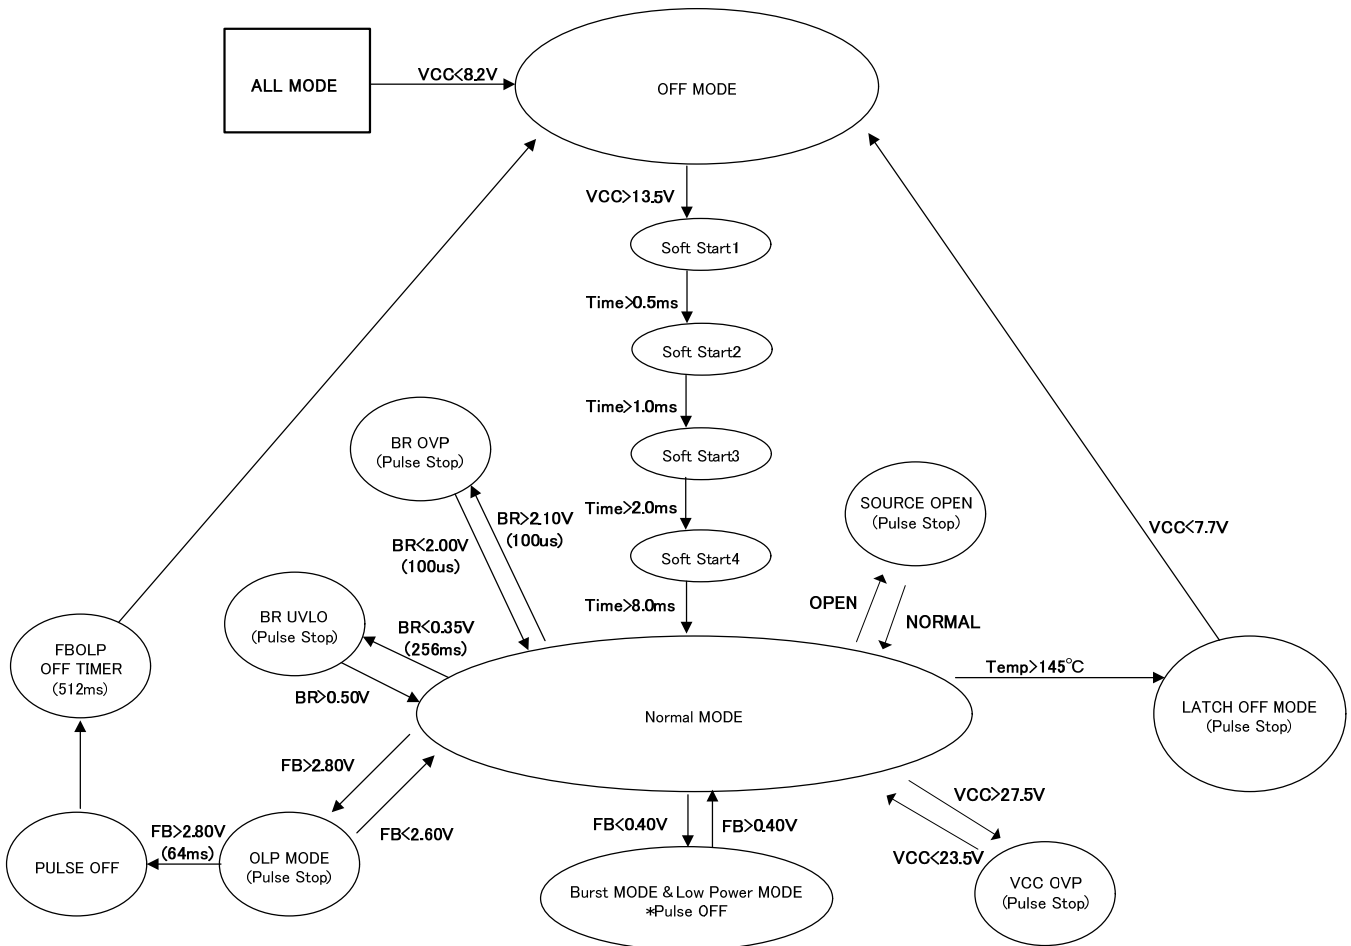 ALL MODE
VCC<8.2V
OFF MODE
VCC>13.5V
Soft Start1
Time>0.5ms
Soft Start2
Time>1.0ms
Soft Start3
Time>2.0ms
Soft Start4
Time>8.0ms
BR OVP
(Pulse Stop)
BR>2.10V
(100us)
BR<2.00V
(100us)
SOURCE OPEN
(Pulse Stop)
OPEN
NORMAL
VCC<7.7V
BR UVLO
(Pulse Stop)
BR<0.35V
(256ms)
BR>0.50V
FBOLP
OFF TIMER
(512ms)
Normal MODE
Temp>145℃
LATCH OFF MODE
(Pulse Stop)
FB>2.80V
FB<2.60V
FB>2.80V
(64ms)
PULSE OFF
OLP MODE
(Pulse Stop)
FB<0.40V
FB>0.40V
Burst MODE & Low Power MODE
*Pulse OFF
VCC>27.5V
VCC<23.5V
VCC OVP
(Pulse Stop)